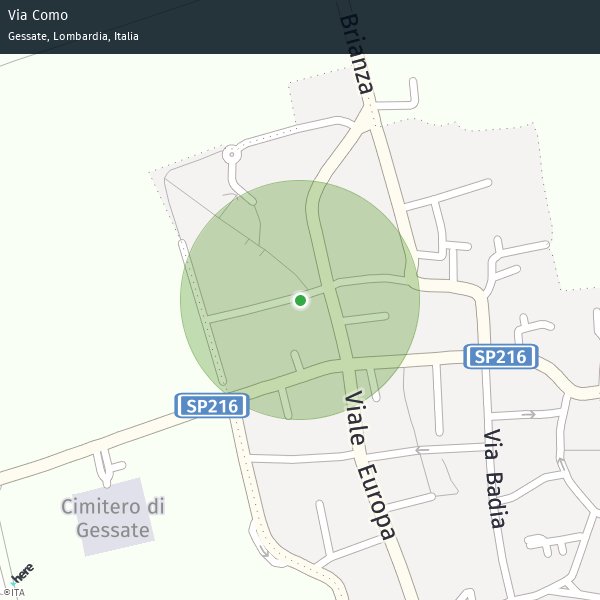 Via Como
Gessate, Lombardia, Italia
Brianza
SP216
SP216
Viale Europa
Via Badia
Cimitero di
Gessate
here
©ITA